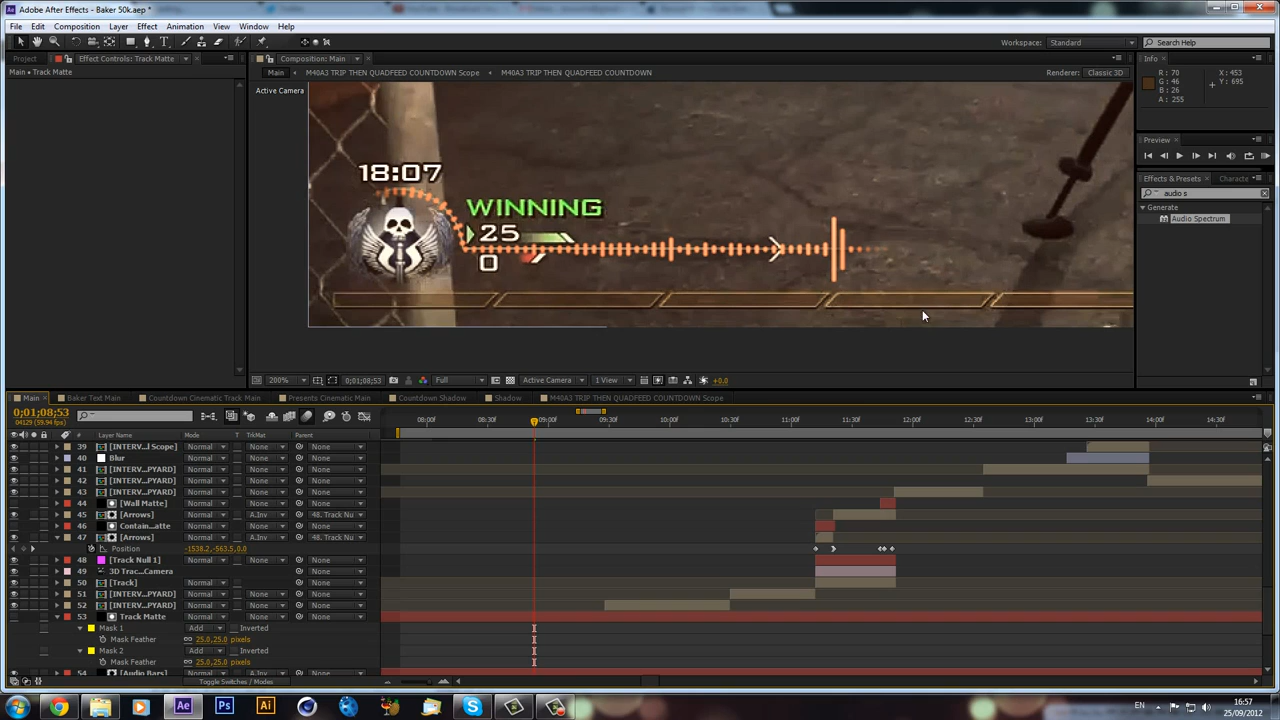 Adobe After Effects - Baker 50k.aep *
File Edit Composition Layer Effect Animation View Window Help
Workspace: Standard Search Help
Project Effect Controls: Track Matte Composition: Main Info
Main • Track Matte Main M40A3 TRIP THEN QUADFEED COUNTDOWN Scope M40A3 TRIP THEN QUADFEED COUNTDOWN Renderer: Classic 3D
Active Camera
R: 70 X: 453
G: 46 Y: 695
B: 26
A: 255
Preview
Effects & Presets Characte
audio s
Generate
Audio Spectrum
18:07
WINNING
25
0
200% 0;01;08;53 Full Active Camera 1 View +0.0
Main Baker Text Main Countdown Cinematic Track Main Presents Cinematic Main Countdown Shadow Shadow M40A3 TRIP THEN QUADFEED COUNTDOWN Scope
0;01;08;53
04129 (59.94 fps)
08:00f 08:30f 09:00f 09:30f 10:00f 10:30f 11:00f 11:30f 12:00f 12:30f 13:00f 13:30f 14:00f 14:30f
# Layer Name Mode T TrkMat Parent
39 [INTERV...l Scope] Normal None None
40 Blur Normal None None
41 [INTERV...PYARD] Normal None None
42 [INTERV...PYARD] Normal None None
43 [INTERV...PYARD] Normal None None
44 [Wall Matte] Normal None None
45 [Arrows] Normal A.Inv 48. Track Nu
46 Contain...atte Normal None None
47 [Arrows] Normal A.Inv 48. Track Nu
Position -1538.2,-563.5,0.0
48 [Track Null 1] Normal None None
49 3D Trac...Camera None
50 [Track] Normal None
51 [INTERV...PYARD] Normal None None
52 [INTERV...PYARD] Normal None None
53 Track Matte Normal None None
Mask 1 Add Inverted
Mask Feather 25.0,25.0 pixels
Mask 2 Add Inverted
Mask Feather 25.0,25.0 pixels
54 [Audio Bars] Normal A.Inv None
Toggle Switches / Modes
EN 16:57
25/09/2012